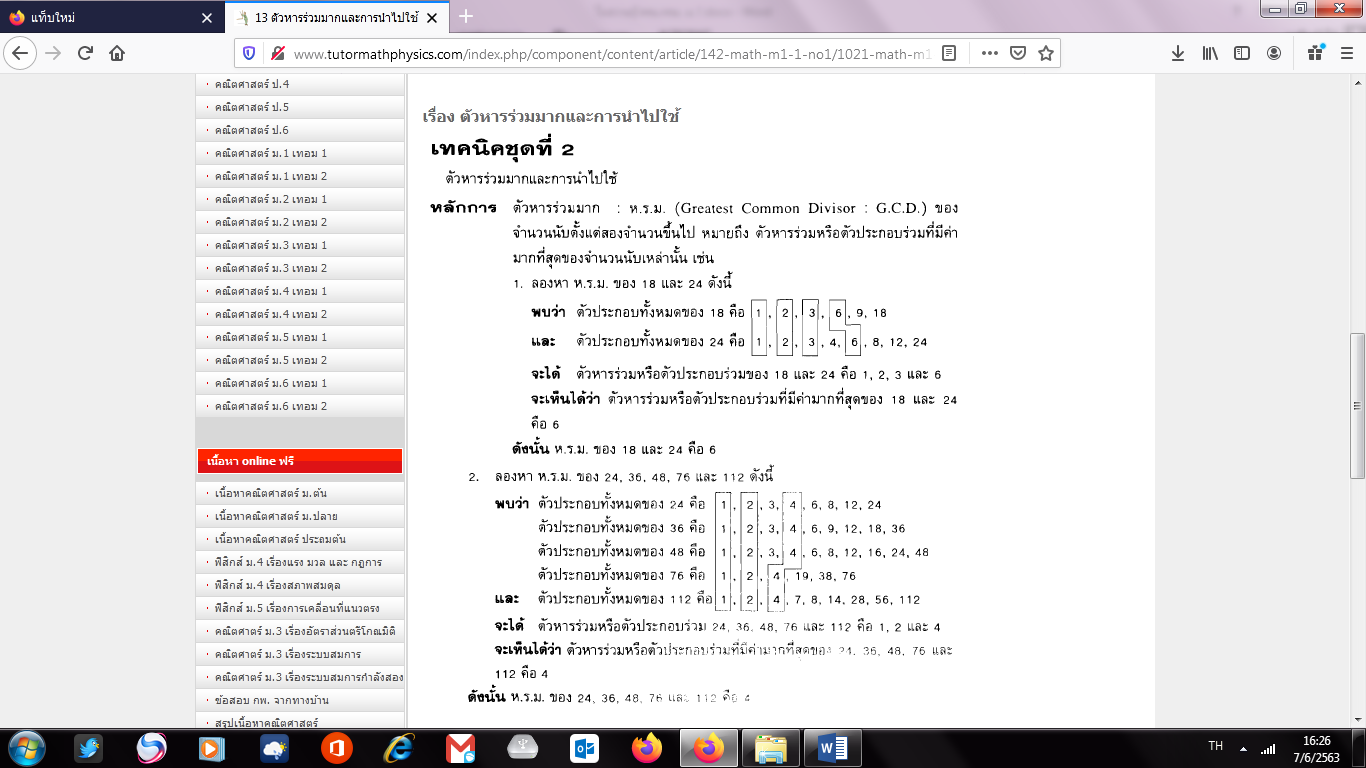 แท็บใหม่
13 ตัวหารร่วมมากและการนำไปใช้
www.tutormathphysics.com/index.php/component/content/article/142-math-m1-1-no1/1021-math-m1
· คณิตศาสตร์ ป.4
· คณิตศาสตร์ ป.5
· คณิตศาสตร์ ป.6
· คณิตศาสตร์ ม.1 เทอม 1
· คณิตศาสตร์ ม.1 เทอม 2
· คณิตศาสตร์ ม.2 เทอม 1
· คณิตศาสตร์ ม.2 เทอม 2
· คณิตศาสตร์ ม.3 เทอม 1
· คณิตศาสตร์ ม.3 เทอม 2
· คณิตศาสตร์ ม.4 เทอม 1
· คณิตศาสตร์ ม.4 เทอม 2
· คณิตศาสตร์ ม.5 เทอม 1
· คณิตศาสตร์ ม.5 เทอม 2
· คณิตศาสตร์ ม.6 เทอม 1
· คณิตศาสตร์ ม.6 เทอม 2
เนื้อหา online ฟรี
· เนื้อหาคณิตศาสตร์ ม.ต้น
· เนื้อหาคณิตศาสตร์ ม.ปลาย
· เนื้อหาคณิตศาสตร์ ประถมต้น
· ฟิสิกส์ ม.4 เรื่องแรง มวล และ กฎการ
· ฟิสิกส์ ม.4 เรื่องสภาพสมดุล
· ฟิสิกส์ ม.5 เรื่องการเคลื่อนที่แนวตรง
· คณิตศาตร์ ม.3 เรื่องอัตราส่วนตรีโกณมิติ
· คณิตศาตร์ ม.3 เรื่องระบบสมการ
· คณิตศาตร์ ม.3 เรื่องระบบสมการกำลังสอง
· ข้อสอบ กพ. จากทางบ้าน
· สรุปเนื้อหาคณิตศาสตร์
เรื่อง ตัวหารร่วมมากและการนำไปใช้
เทคนิคชุดที่ 2
ตัวหารร่วมมากและการนำไปใช้
หลักการ ตัวหารร่วมมาก : ห.ร.ม. (Greatest Common Divisor : G.C.D.) ของ
จำนวนนับตั้งแต่สองจำนวนขึ้นไป หมายถึง ตัวหารร่วมหรือตัวประกอบร่วมที่มีค่า
มากที่สุดของจำนวนนับเหล่านั้น เช่น
1. ลองหา ห.ร.ม. ของ 18 และ 24 ดังนี้
พบว่า ตัวประกอบทั้งหมดของ 18 คือ 1, 2, 3, 6, 9, 18
และ ตัวประกอบทั้งหมดของ 24 คือ 1, 2, 3, 4, 6, 8, 12, 24
จะได้ ตัวหารร่วมหรือตัวประกอบร่วมของ 18 และ 24 คือ 1, 2, 3 และ 6
จะเห็นได้ว่า ตัวหารร่วมหรือตัวประกอบร่วมที่มีค่ามากที่สุดของ 18 และ 24
คือ 6
ดังนั้น ห.ร.ม. ของ 18 และ 24 คือ 6
2. ลองหา ห.ร.ม. ของ 24, 36, 48, 76 และ 112 ดังนี้
พบว่า ตัวประกอบทั้งหมดของ 24 คือ 1, 2, 3, 4, 6, 8, 12, 24
ตัวประกอบทั้งหมดของ 36 คือ 1, 2, 3, 4, 6, 9, 12, 18, 36
ตัวประกอบทั้งหมดของ 48 คือ 1, 2, 3, 4, 6, 8, 12, 16, 24, 48
ตัวประกอบทั้งหมดของ 76 คือ 1, 2, 4, 19, 38, 76
และ ตัวประกอบทั้งหมดของ 112 คือ 1, 2, 4, 7, 8, 14, 28, 56, 112
จะได้ ตัวหารร่วมหรือตัวประกอบร่วม 24, 36, 48, 76 และ 112 คือ 1, 2 และ 4
จะเห็นได้ว่า ตัวหารร่วมหรือตัวประกอบร่วมที่มีค่ามากที่สุดของ 24, 36, 48, 76 และ
112 คือ 4
ดังนั้น ห.ร.ม. ของ 24, 36, 48, 76 และ 112 คือ 4
TH
16:26
7/6/2563